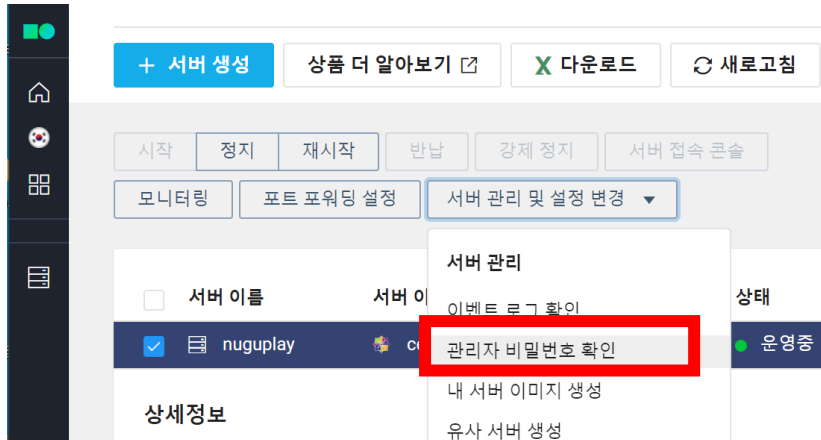 + 서버 생성 상품 더 알아보기 X 다운로드 새로고침
시작 정지 재시작 반납 강제 정지 서버 접속 콘솔
모니터링 포트 포워딩 설정 서버 관리 및 설정 변경
서버 관리
서버 이름 서버 이 상태
이벤트 로그 확인
nuguplay 운영중
관리자 비밀번호 확인
내 서버 이미지 생성
상세정보
유사 서버 생성